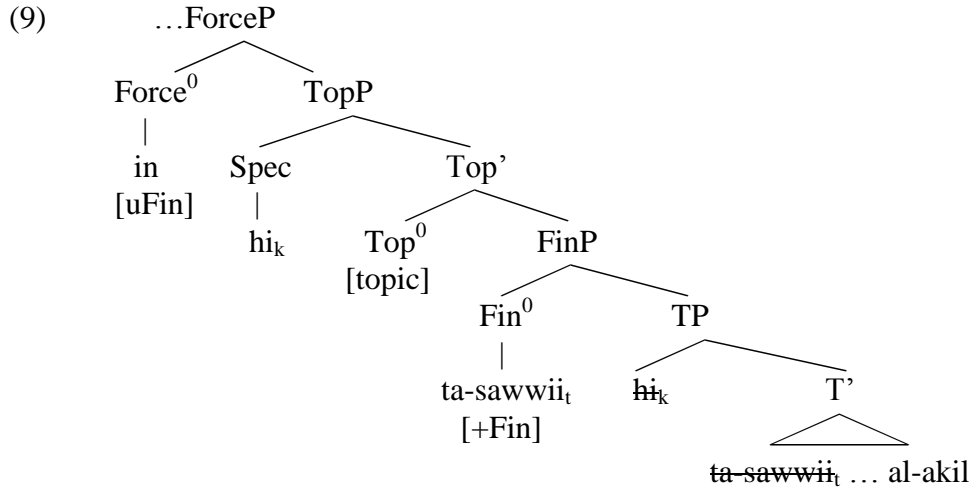 (9) …ForceP
Force⁰ TopP
in Spec Top’
[uFin]
hiₖ Top⁰ FinP
[topic]
Fin⁰ TP
ta-sawwiiₜ hiₖ T’
[+Fin]
ta-sawwiiₜ … al-akil